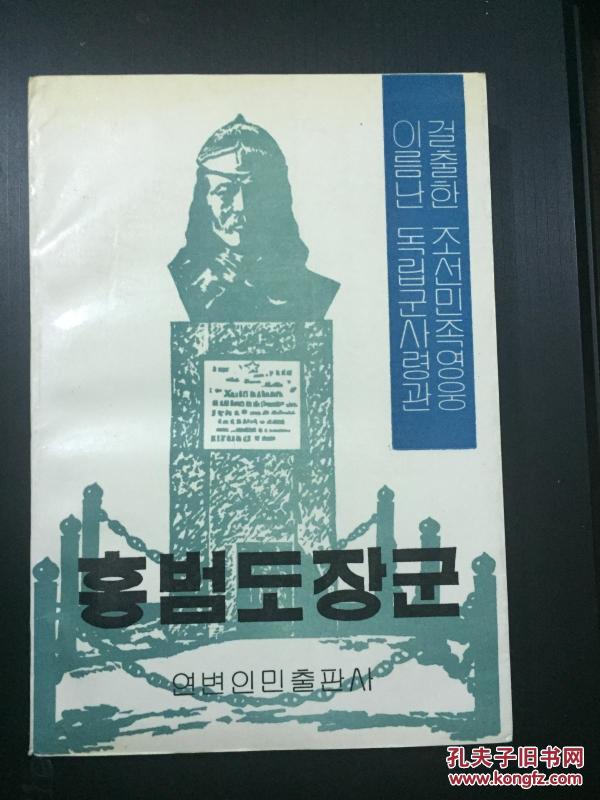 걸출한 조선민족영웅
이름난 독립군사령관
홍범도장군
연변인민출판사
孔夫子旧书网
www.kongfz.com